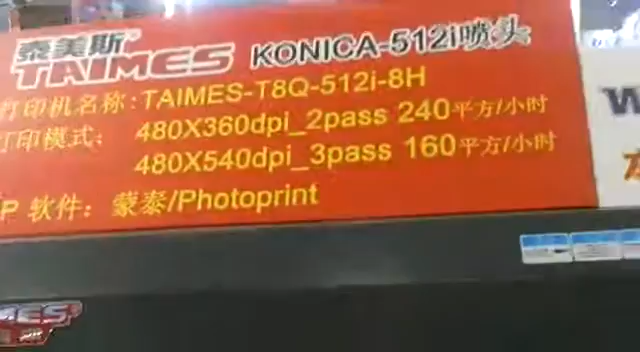 泰美斯®
TAIMES KONICA-512i喷头
打印机名称:TAIMES-T8Q-512i-8H
打印模式: 480X360dpi_2pass 240平方/小时
480X540dpi_3pass 160平方/小时
P 软件: 蒙泰/Photoprint
MES